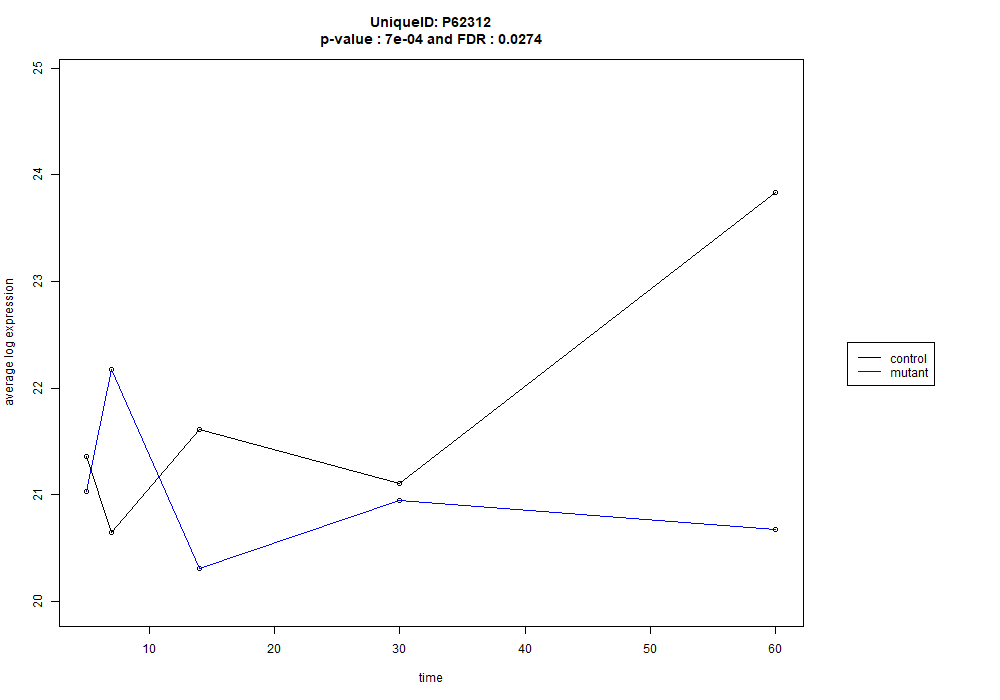 UniqueID: P62312
p-value : 7e-04 and FDR : 0.0274
average log expression
25
24
23
22
21
20
10 20 30 40 50 60
time
control
mutant